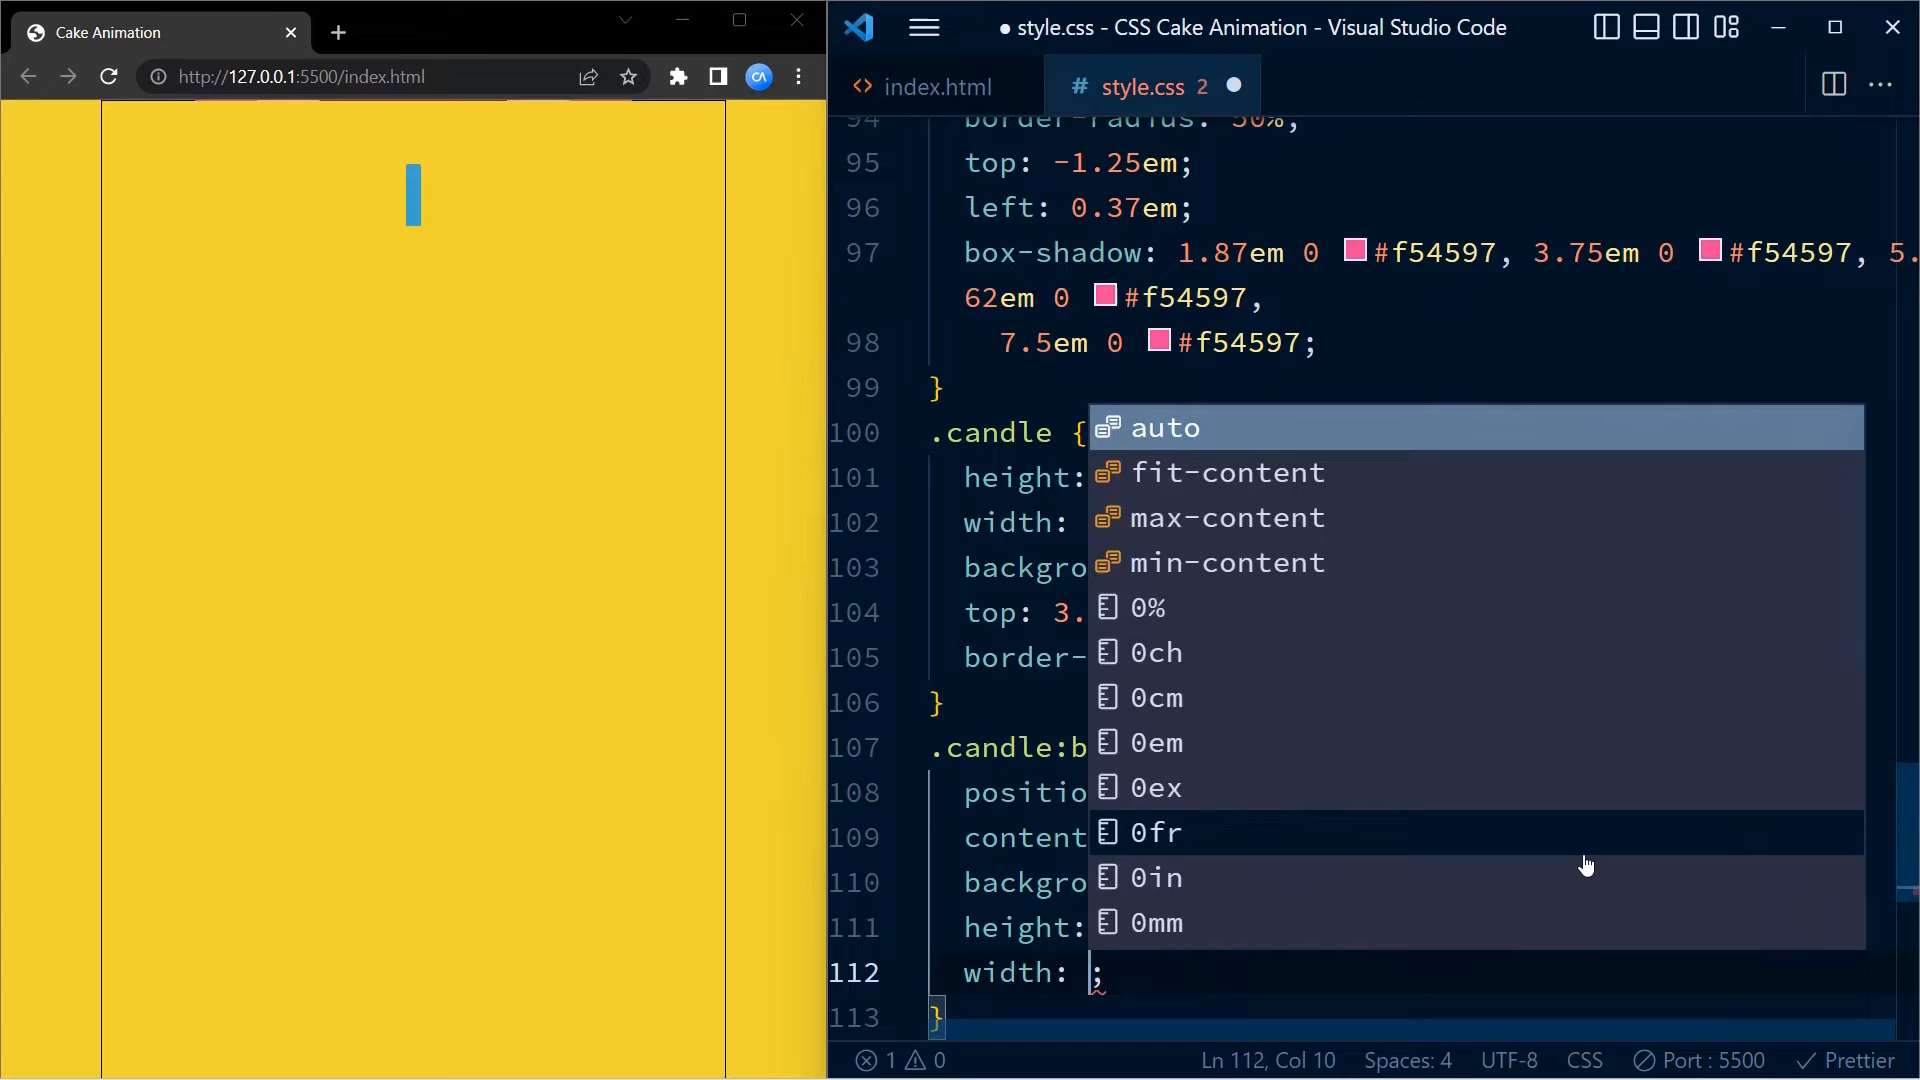 Cake Animation
http://127.0.0.1:5500/index.html
CA
● style.css - CSS Cake Animation - Visual Studio Code
<> index.html
# style.css 2 ●
94 border-radius: 50%;
95 top: -1.25em;
96 left: 0.37em;
97 box-shadow: 1.87em 0 #f54597, 3.75em 0 #f54597, 5.
62em 0 #f54597,
98 7.5em 0 #f54597;
99 }
100 .candle {
101 height:
102 width:
103 backgro
104 top: 3.
105 border-
106 }
107 .candle:b
108 positio
109 content
110 backgro
111 height:
112 width: ;
113 }
auto
fit-content
max-content
min-content
0%
0ch
0cm
0em
0ex
0fr
0in
0mm
1 0 Ln 112, Col 10 Spaces: 4 UTF-8 CSS Port : 5500 Prettier